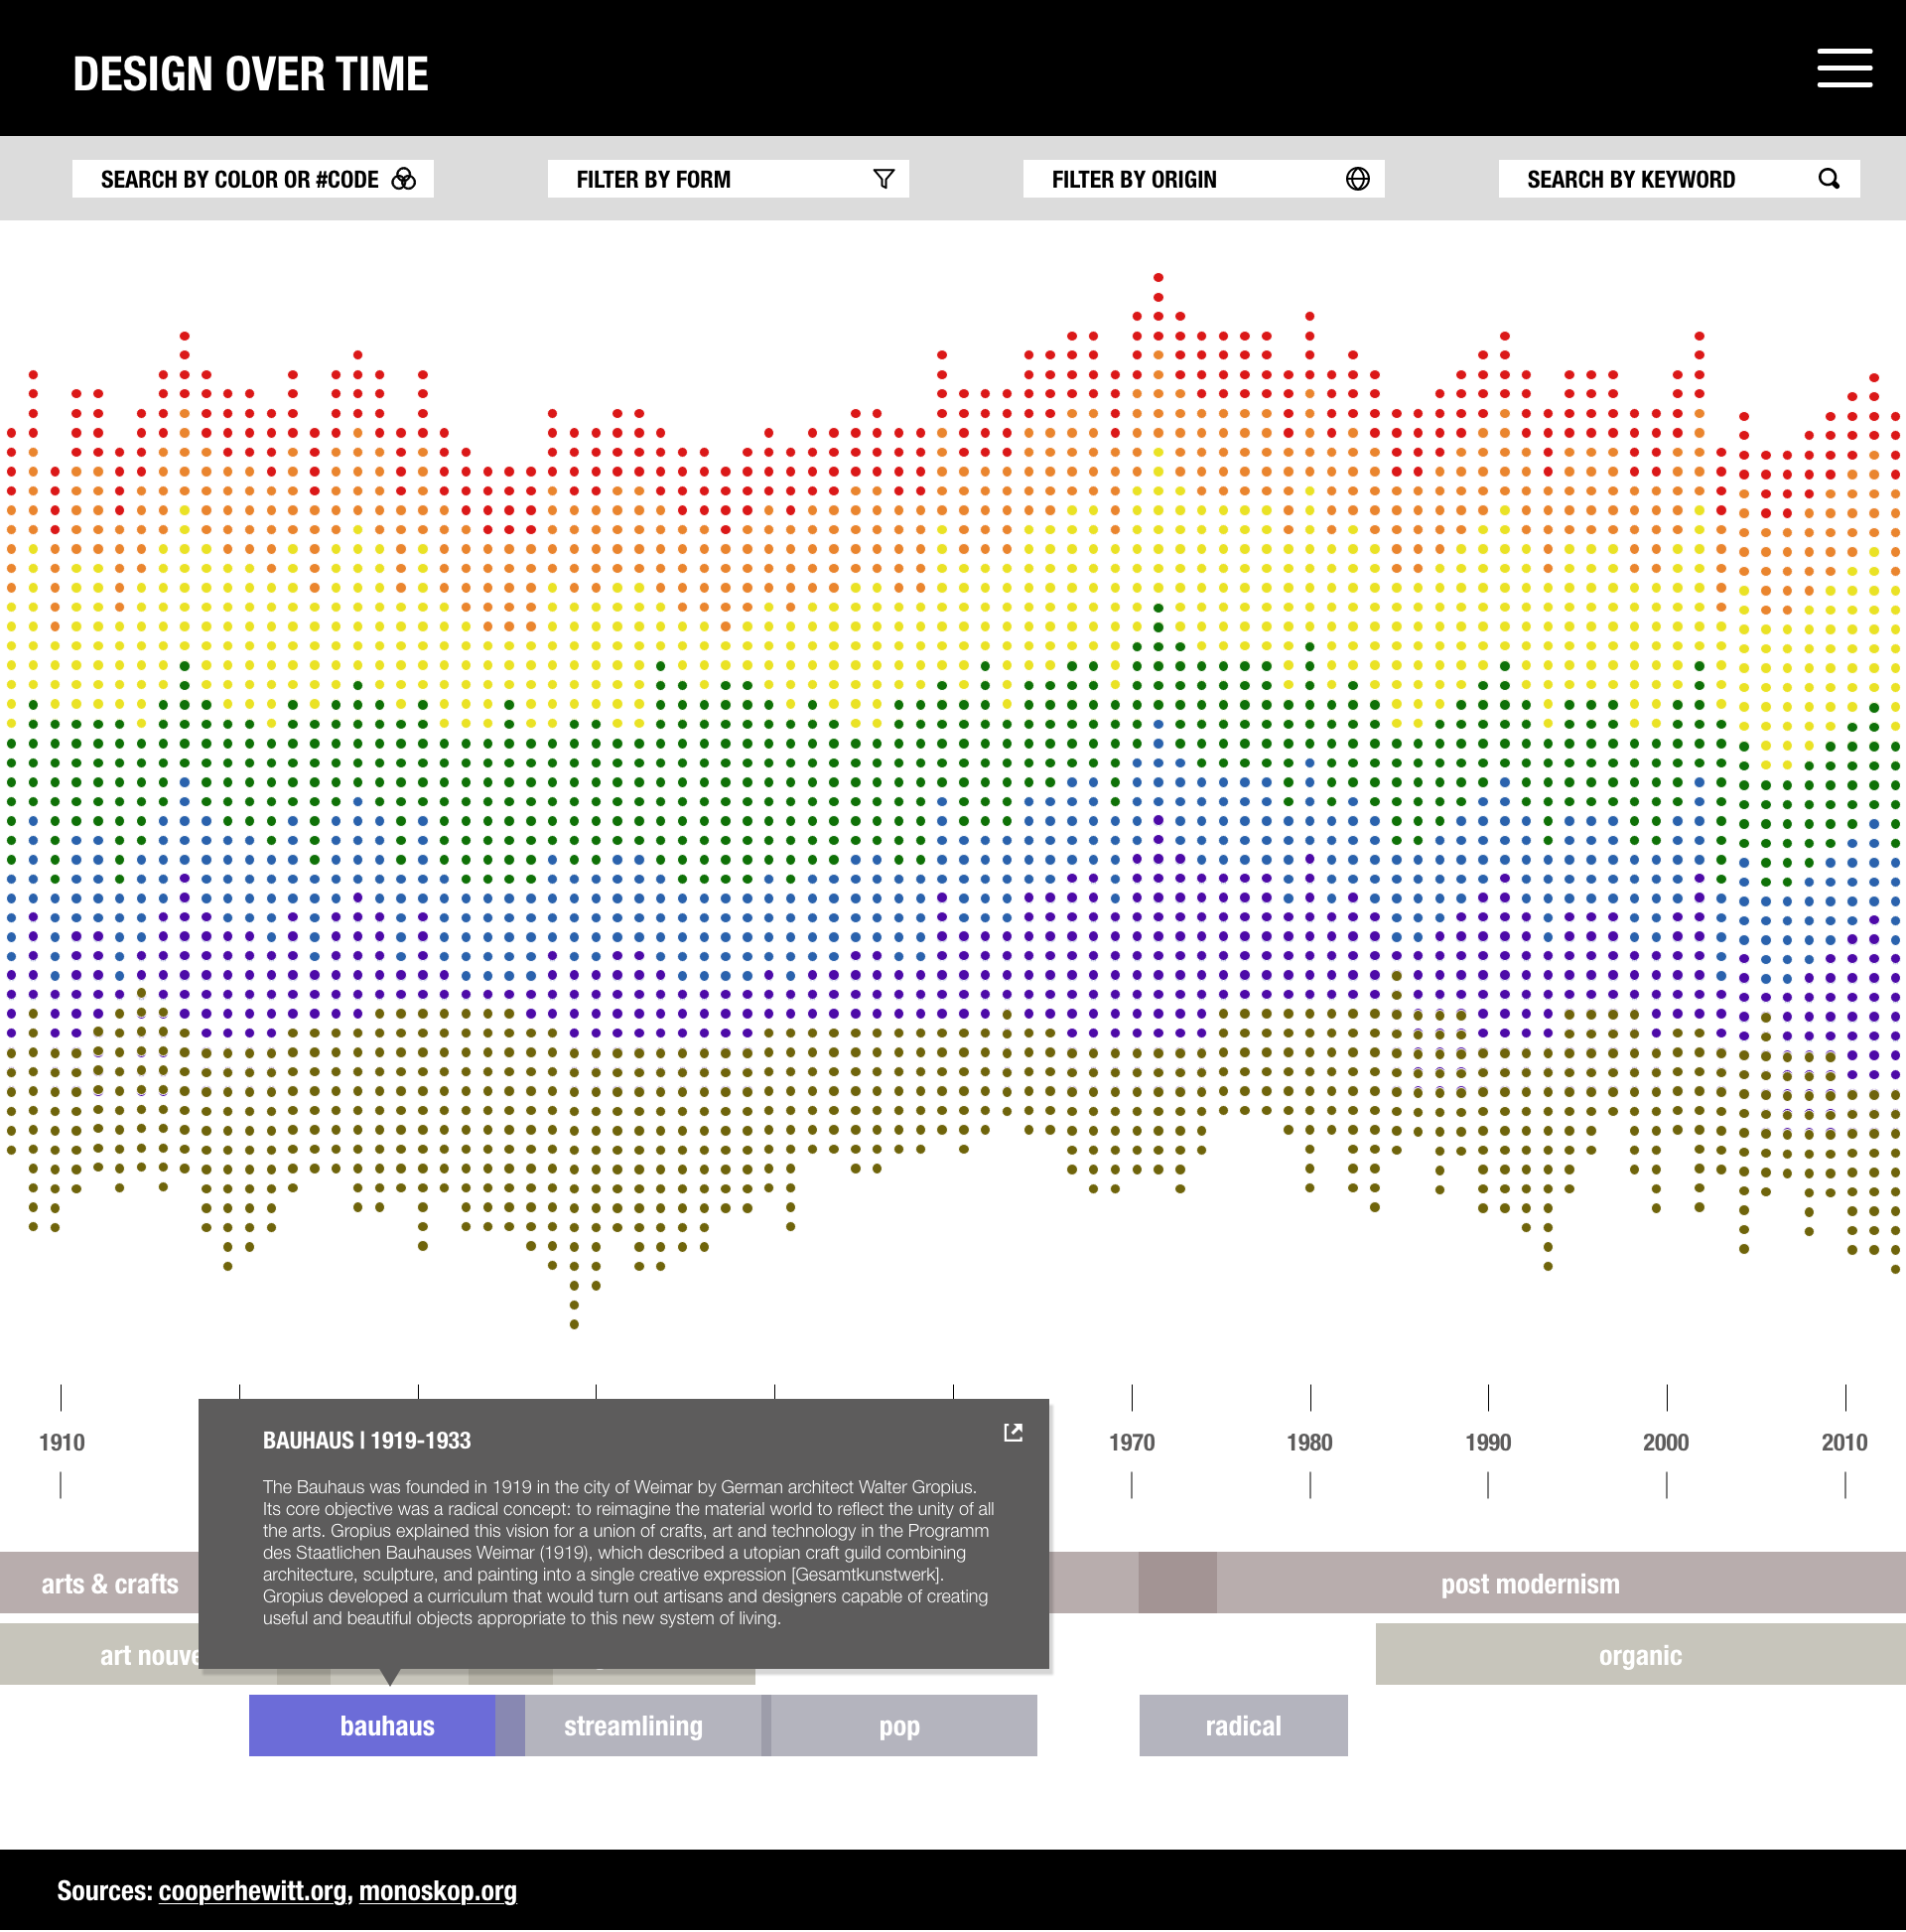 DESIGN OVER TIME
SEARCH BY COLOR OR #CODE
FILTER BY FORM
FILTER BY ORIGIN
SEARCH BY KEYWORD
1910
1970
1980
1990
2000
2010
BAUHAUS | 1919-1933
The Bauhaus was founded in 1919 in the city of Weimar by German architect Walter Gropius.
Its core objective was a radical concept: to reimagine the material world to reflect the unity of all
the arts. Gropius explained this vision for a union of crafts, art and technology in the Programm
des Staatlichen Bauhauses Weimar (1919), which described a utopian craft guild combining
architecture, sculpture, and painting into a single creative expression [Gesamtkunstwerk].
Gropius developed a curriculum that would turn out artisans and designers capable of creating
useful and beautiful objects appropriate to this new system of living.
arts & crafts
post modernism
art nouve
organic
bauhaus
streamlining
pop
radical
Sources: cooperhewitt.org, monoskop.org